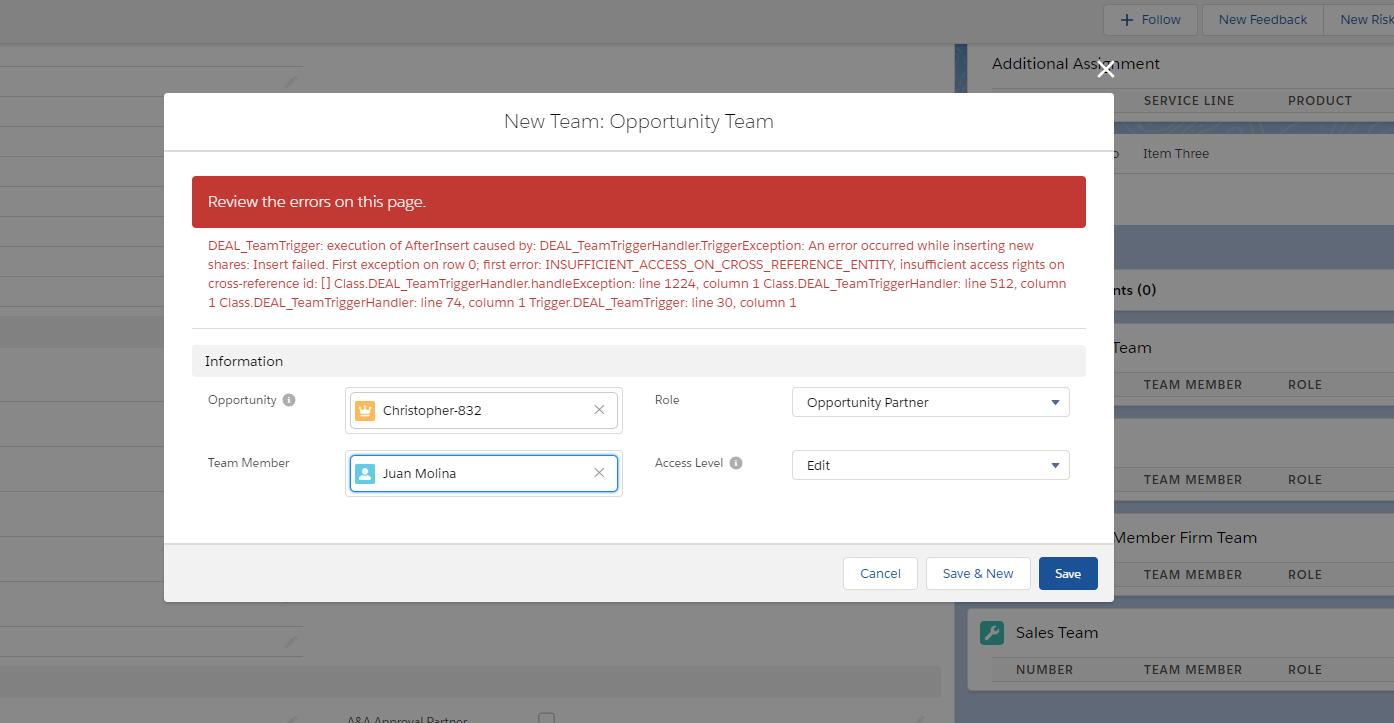 Follow
New Feedback
New Risk
Additional Assignment
SERVICE LINE
PRODUCT
Item Three
New Team: Opportunity Team
Review the errors on this page.
DEAL_TeamTrigger: execution of AfterInsert caused by: DEAL_TeamTriggerHandler.TriggerException: An error occurred while inserting new
shares: Insert failed. First exception on row 0; first error: INSUFFICIENT_ACCESS_ON_CROSS_REFERENCE_ENTITY, insufficient access rights on
cross-reference id: [] Class.DEAL_TeamTriggerHandler.handleException: line 1224, column 1 Class.DEAL_TeamTriggerHandler: line 512, column
1 Class.DEAL_TeamTriggerHandler: line 74, column 1 Trigger.DEAL_TeamTrigger: line 30, column 1
nts (0)
Information
Opportunity
Christopher-832
Role
Opportunity Partner
Team Member
Juan Molina
Access Level
Edit
Team
TEAM MEMBER
ROLE
TEAM MEMBER
ROLE
Member Firm Team
TEAM MEMBER
ROLE
Cancel
Save & New
Save
Sales Team
NUMBER
TEAM MEMBER
ROLE
A&A Approval Partner